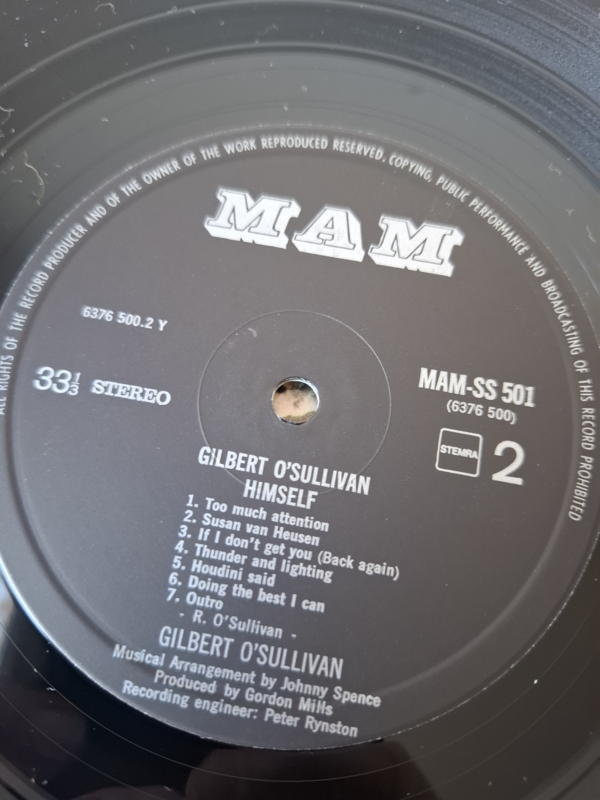 ALL RIGHTS OF THE RECORD PRODUCER AND OF THE OWNER OF THE WORK REPRODUCED RESERVED. COPYING, PUBLIC PERFORMANCE AND BROADCASTING OF THIS RECORD PROHIBITED
MAM
6376 500.2 Y
33⅓ STEREO
MAM-SS 501
(6376 500)
STEMRA 2
GILBERT O'SULLIVAN
HIMSELF
1. Too much attention
2. Susan van Heusen
3. If I don't get you (Back again)
4. Thunder and lighting
5. Houdini said
6. Doing the best I can
7. Outro
- R. O'Sullivan -
GILBERT O'SULLIVAN
Musical Arrangement by Johnny Spence
Produced by Gordon Mills
Recording engineer: Peter Rynston